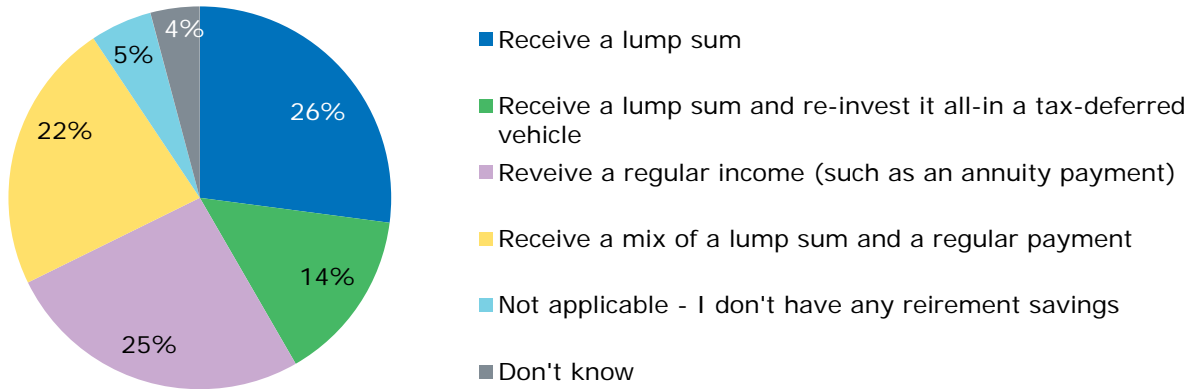 4%
5%
26%
22%
14%
25%
Receive a lump sum
Receive a lump sum and re-invest it all-in a tax-deferred
vehicle
Reveive a regular income (such as an annuity payment)
Receive a mix of a lump sum and a regular payment
Not applicable - I don't have any reirement savings
Don't know